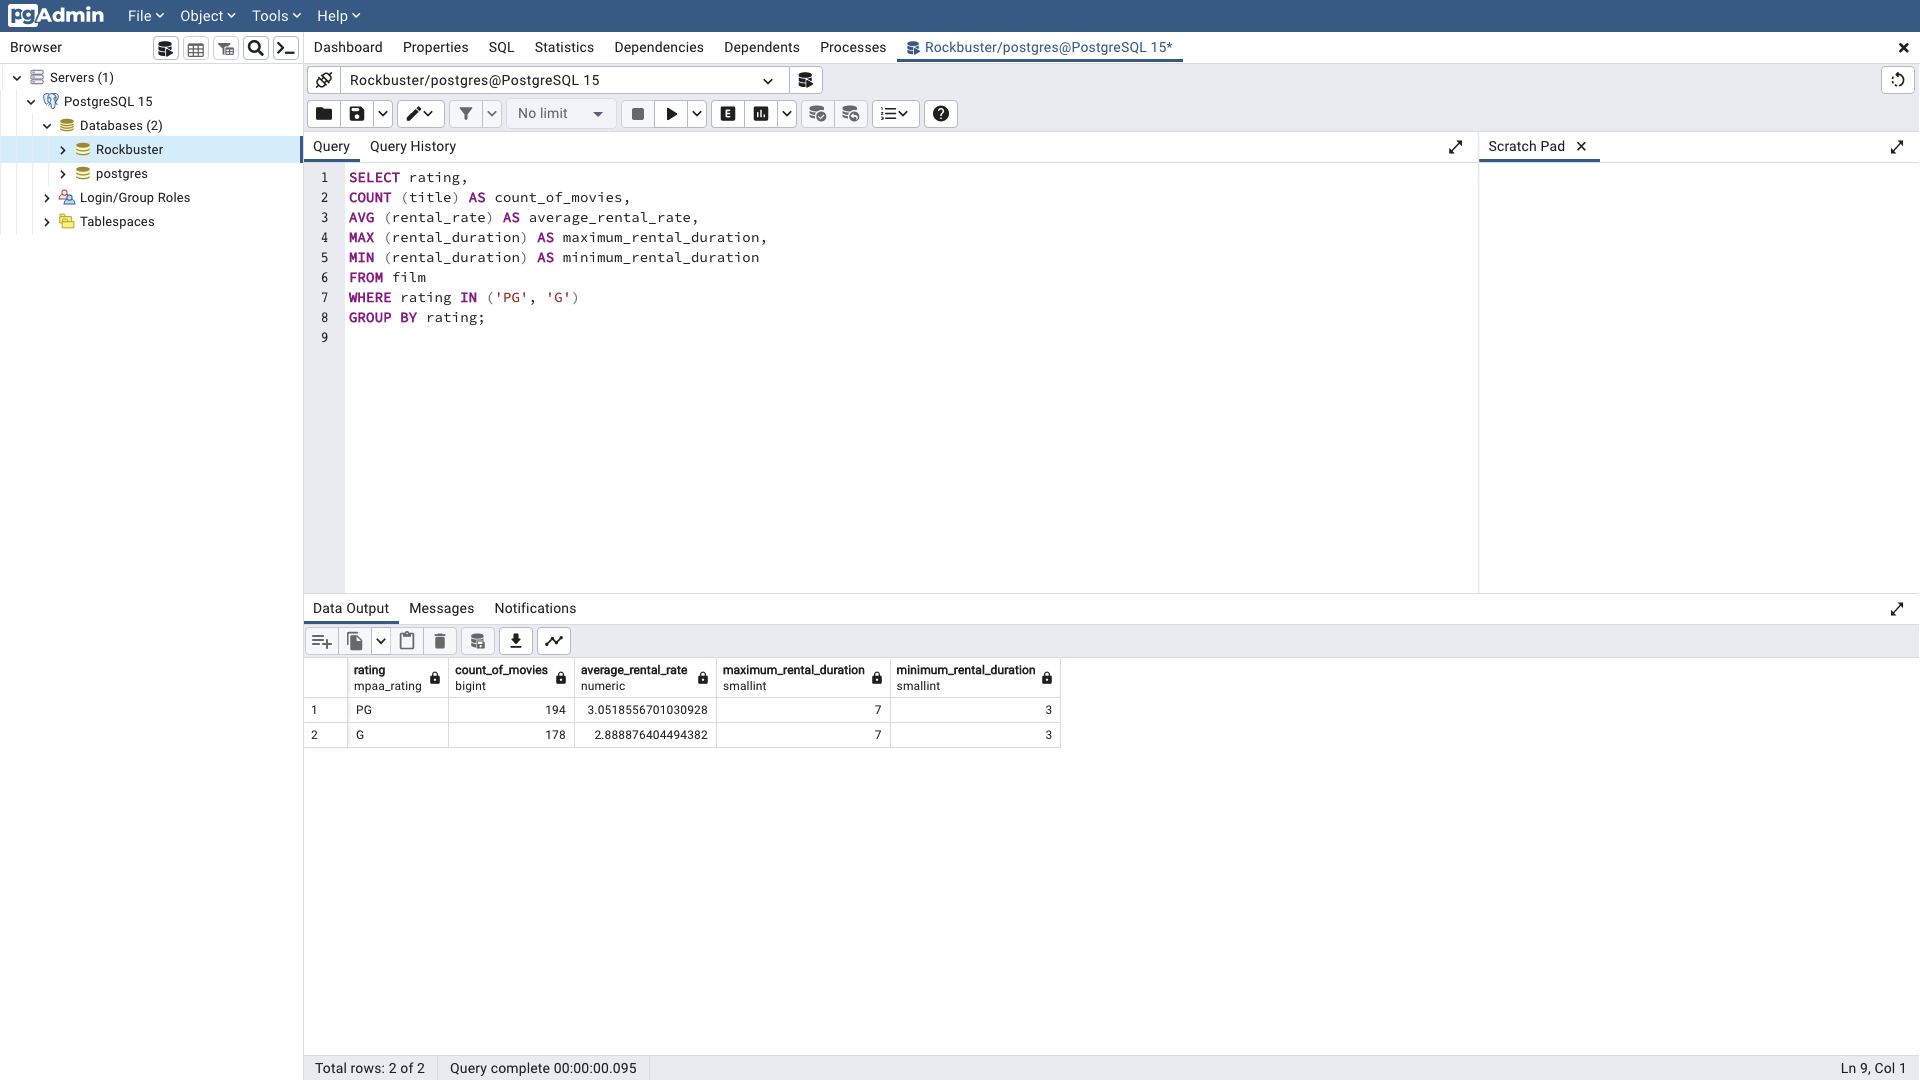 pgAdmin File Object Tools Help
Browser
Dashboard Properties SQL Statistics Dependencies Dependents Processes Rockbuster/postgres@PostgreSQL 15*
Servers (1)
PostgreSQL 15
Databases (2)
Rockbuster
postgres
Login/Group Roles
Tablespaces
Rockbuster/postgres@PostgreSQL 15
No limit
E
Query Query History
Scratch Pad
1 SELECT rating,
2 COUNT (title) AS count_of_movies,
3 AVG (rental_rate) AS average_rental_rate,
4 MAX (rental_duration) AS maximum_rental_duration,
5 MIN (rental_duration) AS minimum_rental_duration
6 FROM film
7 WHERE rating IN ('PG', 'G')
8 GROUP BY rating;
9
Data Output Messages Notifications
rating count_of_movies average_rental_rate maximum_rental_duration minimum_rental_duration
mpaa_rating bigint numeric smallint smallint
1 PG 194 3.0518556701030928 7 3
2 G 178 2.888876404494382 7 3
Total rows: 2 of 2 Query complete 00:00:00.095 Ln 9, Col 1